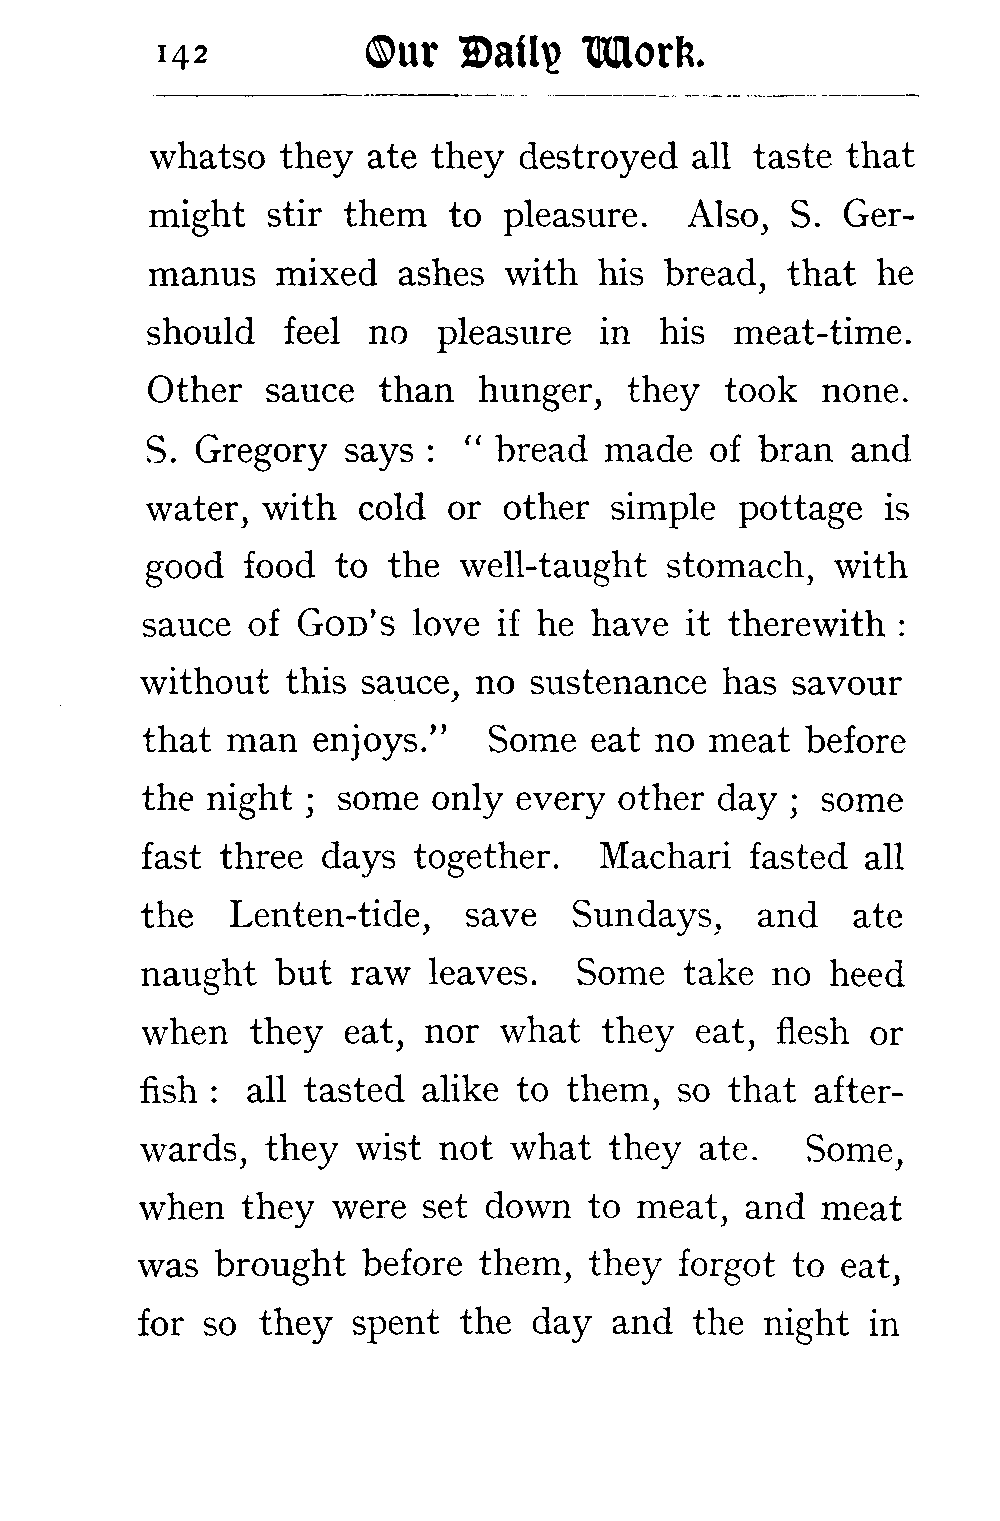 142 Our Daily Work.
whatso they ate they destroyed all taste that
might stir them to pleasure. Also, S. Ger-
manus mixed ashes with his bread, that he
should feel no pleasure in his meat-time.
Other sauce than hunger, they took none.
S. Gregory says : “ bread made of bran and
water, with cold or other simple pottage is
good food to the well-taught stomach, with
sauce of GOD’S love if he have it therewith :
without this sauce, no sustenance has savour
that man enjoys.” Some eat no meat before
the night ; some only every other day ; some
fast three days together. Machari fasted all
the Lenten-tide, save Sundays, and ate
naught but raw leaves. Some take no heed
when they eat, nor what they eat, flesh or
fish : all tasted alike to them, so that after-
wards, they wist not what they ate. Some,
when they were set down to meat, and meat
was brought before them, they forgot to eat,
for so they spent the day and the night in